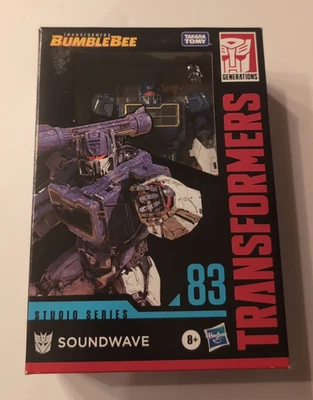 TRANSFORMERS
BUMBLEBEE
TAKARA
TOMY
GENERATIONS
TRANSFORMERS
83
STUDIO SERIES
SOUNDWAVE
8+
Hasbro